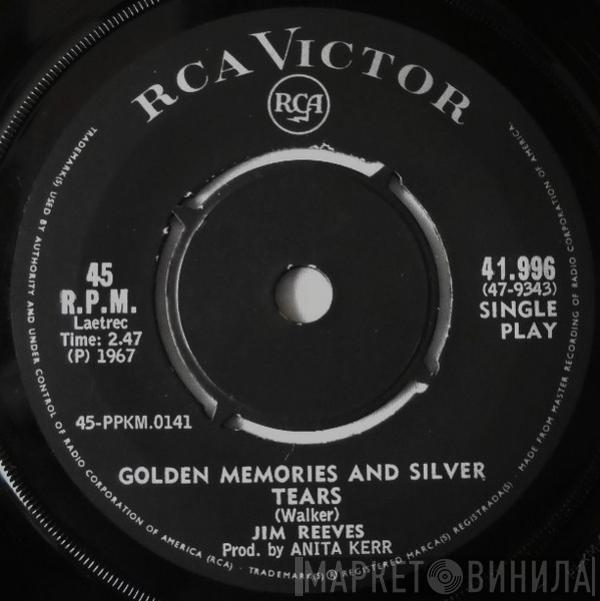 RCA VICTOR
RCA
45
R.P.M.
Laetrec
Time: 2.47
(P) 1967
41.996
(47-9343)
SINGLE
PLAY
45-PPKM.0141
GOLDEN MEMORIES AND SILVER
TEARS
(Walker)
JIM REEVES
Prod. by ANITA KERR
TRADEMARK(S) USED BY AUTHORITY AND UNDER CONTROL OF RADIO CORPORATION OF AMERICA (RCA) · TRADEMARK(S) ® REGISTERED MARCA(S) REGISTRADA(S) · MADE FROM MASTER RECORDING OF RADIO CORPORATION OF AMERICA.
МАРКЕТ ВИНИЛА